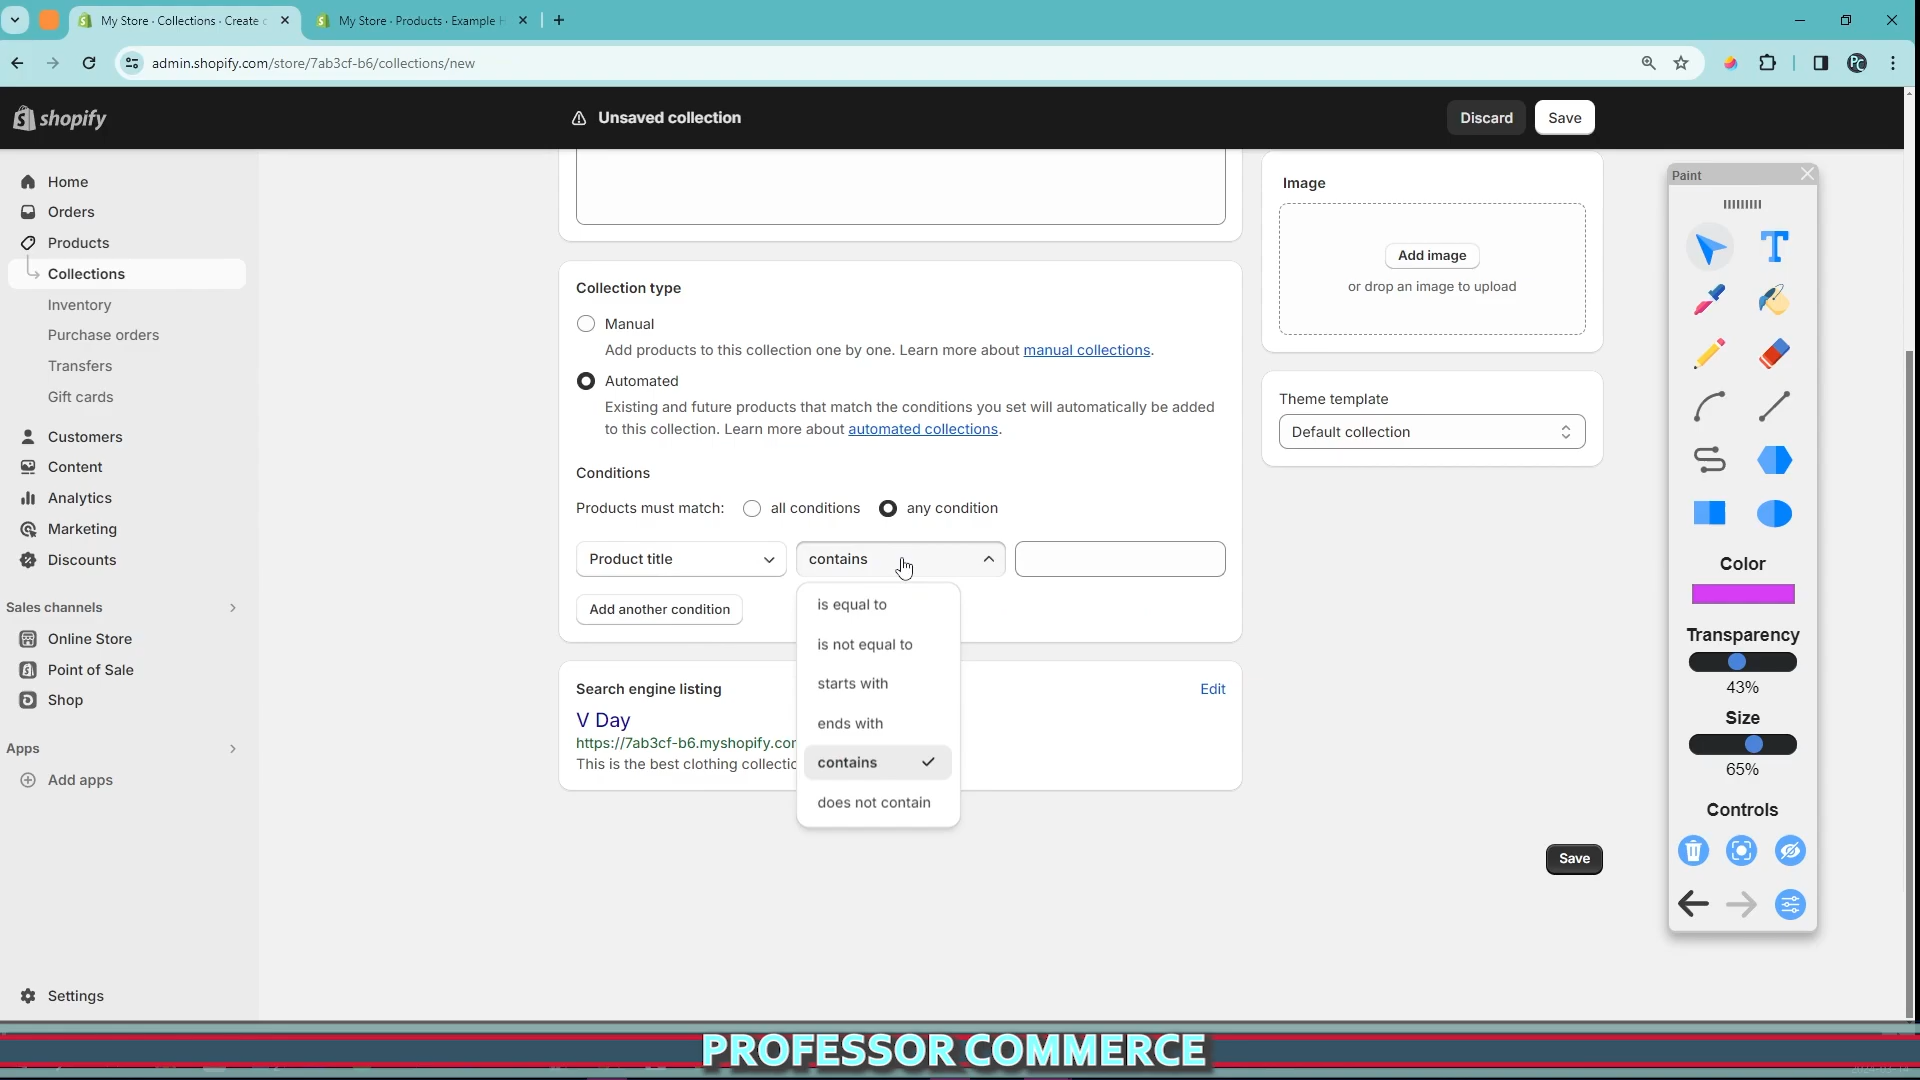 My Store · Collections · Create c
My Store · Products · Example H
admin.shopify.com/store/7ab3cf-b6/collections/new
PC
shopify
Unsaved collection
Discard
Save
Home
Orders
Products
Collections
Inventory
Purchase orders
Transfers
Gift cards
Customers
Content
Analytics
Marketing
Discounts
Sales channels
Online Store
Point of Sale
Shop
Apps
Add apps
Settings
Collection type
Manual
Add products to this collection one by one. Learn more about manual collections.
Automated
Existing and future products that match the conditions you set will automatically be added
to this collection. Learn more about automated collections.
Conditions
Products must match: all conditions any condition
Product title contains
Add another condition
is equal to
is not equal to
starts with
ends with
contains
does not contain
Search engine listing Edit
V Day
https://7ab3cf-b6.myshopify.cor
This is the best clothing collectic
Image
Add image
or drop an image to upload
Theme template
Default collection
Save
Paint
T
Color
Transparency
43%
Size
65%
Controls
PROFESSOR COMMERCE